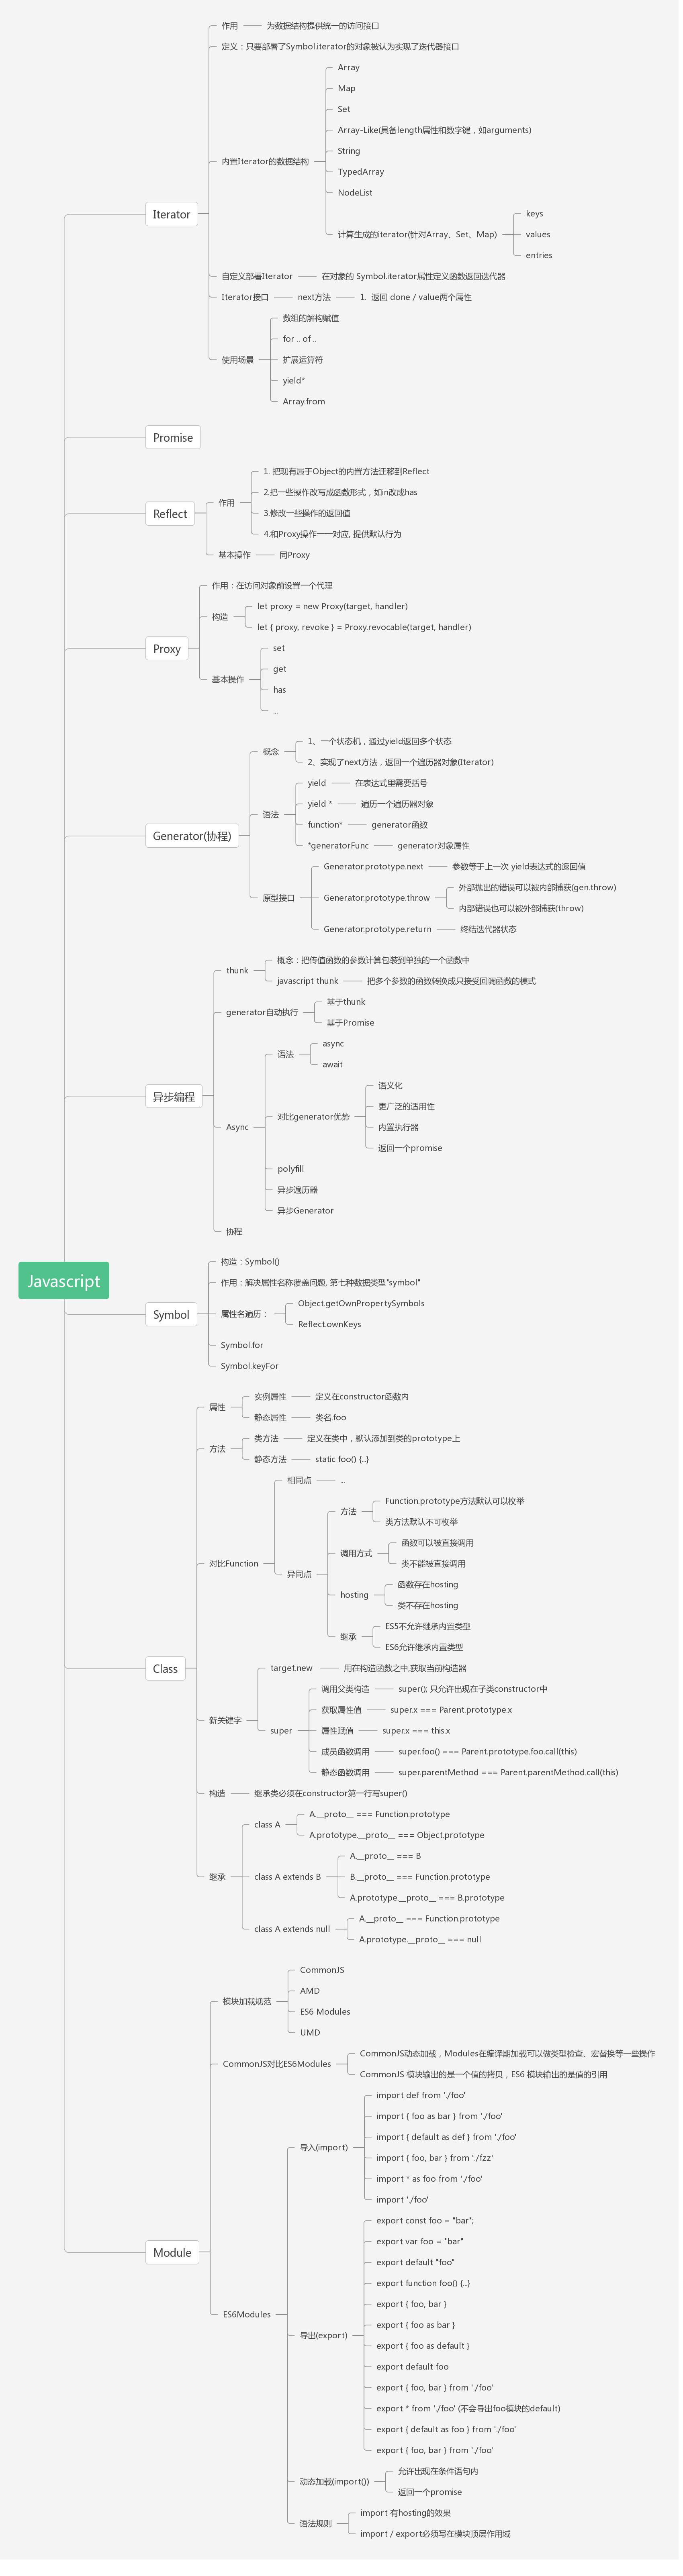 作用
为数据结构提供统一的访问接口
定义：只要部署了Symbol.iterator的对象被认为实现了迭代器接口
Array
Map
Set
Array-Like(具备length属性和数字键，如arguments)
String
内置Iterator的数据结构
TypedArray
NodeList
Iterator
keys
计算生成的iterator(针对Array、Set、Map)
values
entries
自定义部署Iterator
在对象的 Symbol.iterator属性定义函数返回迭代器
Iterator接口
next方法
1. 返回 done / value两个属性
数组的解构赋值
for .. of ..
使用场景
扩展运算符
yield*
Array.from
Promise
1. 把现有属于Object的内置方法迁移到Reflect
2.把一些操作改写成函数形式，如in改成has
作用
Reflect
3.修改一些操作的返回值
4.和Proxy操作一一对应, 提供默认行为
基本操作
同Proxy
作用：在访问对象前设置一个代理
let proxy = new Proxy(target, handler)
构造
let { proxy, revoke } = Proxy.revocable(target, handler)
Proxy
set
get
基本操作
has
...
1、一个状态机，通过yield返回多个状态
概念
2、实现了next方法，返回一个遍历器对象(Iterator)
yield
在表达式里需要括号
yield *
遍历一个遍历器对象
语法
function*
generator函数
Generator(协程)
*generatorFunc
generator对象属性
Generator.prototype.next
参数等于上一次 yield表达式的返回值
外部抛出的错误可以被内部捕获(gen.throw)
原型接口
Generator.prototype.throw
内部错误也可以被外部捕获(throw)
Generator.prototype.return
终结迭代器状态
概念：把传值函数的参数计算包装到单独的一个函数中
thunk
javascript thunk
把多个参数的函数转换成只接受回调函数的模式
基于thunk
generator自动执行
基于Promise
async
语法
await
语义化
异步编程
更广泛的适用性
对比generator优势
Async
内置执行器
返回一个promise
polyfill
异步遍历器
异步Generator
协程
Javascript
构造：Symbol()
作用：解决属性名称覆盖问题, 第七种数据类型"symbol"
Object.getOwnPropertySymbols
Symbol
属性名遍历：
Reflect.ownKeys
Symbol.for
Symbol.keyFor
实例属性
定义在constructor函数内
属性
静态属性
类名.foo
类方法
定义在类中，默认添加到类的prototype上
方法
静态方法
static foo() {..}
相同点
...
Function.prototype方法默认可以枚举
方法
类方法默认不可枚举
函数可以被直接调用
调用方式
对比Function
类不能被直接调用
异同点
函数存在hosting
hosting
类不存在hosting
ES5不允许继承内置类型
继承
ES6允许继承内置类型
Class
target.new
用在构造函数之中,获取当前构造器
调用父类构造
super(); 只允许出现在子类constructor中
获取属性值
super.x === Parent.prototype.x
新关键字
super
属性赋值
super.x === this.x
成员函数调用
super.foo() === Parent.prototype.foo.call(this)
静态函数调用
super.parentMethod === Parent.parentMethod.call(this)
构造
继承类必须在constructor第一行写super()
A.__proto__ === Function.prototype
class A
A.prototype.__proto__ === Object.prototype
A.__proto__ === B
继承
class A extends B
B.__proto__ === Function.prototype
A.prototype.__proto__ === B.prototype
A.__proto__ === Function.prototype
class A extends null
A.prototype.__proto__ === null
CommonJS
AMD
模块加载规范
ES6 Modules
UMD
CommonJS动态加载，Modules在编译期加载可以做类型检查、宏替换等一些操作
CommonJS对比ES6Modules
CommonJS 模块输出的是一个值的拷贝，ES6 模块输出的是值的引用
import def from './foo'
import { foo as bar } from './foo'
import { default as def } from './foo'
导入(import)
import { foo, bar } from './fzz'
import * as foo from './foo'
import './foo'
Module
export const foo = "bar";
export var foo = "bar"
export default "foo"
export function foo() {..}
ES6Modules
export { foo, bar }
export { foo as bar }
导出(export)
export { foo as default }
export default foo
export { foo, bar } from './foo'
export * from './foo' (不会导出foo模块的default)
export { default as foo } from './foo'
export { foo, bar } from './foo'
允许出现在条件语句内
动态加载(import())
返回一个promise
import 有hosting的效果
语法规则
import / export必须写在模块顶层作用域